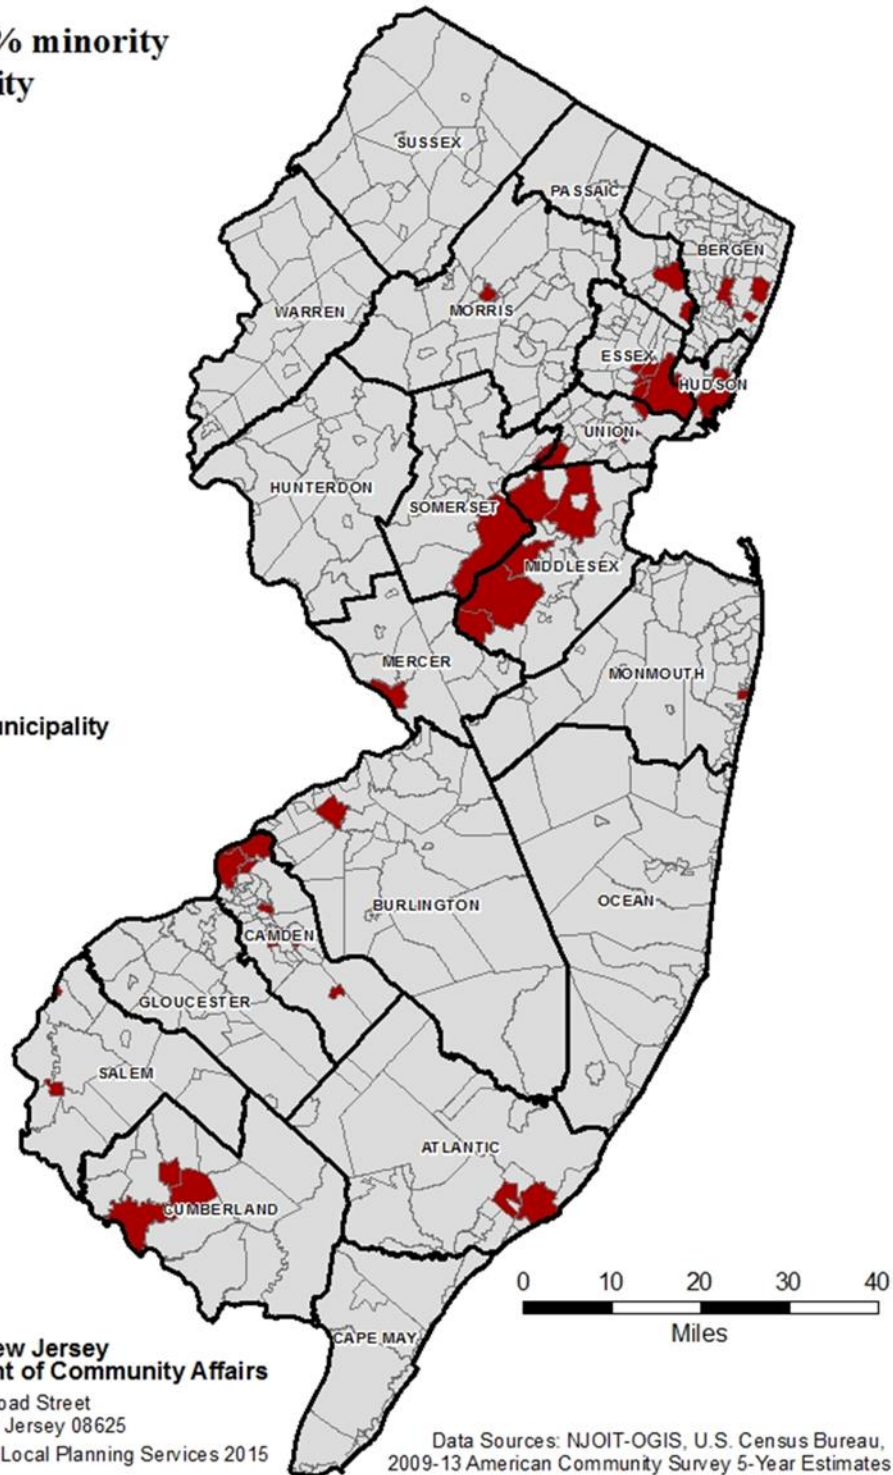 % minority
ity
SUSSEX
PASSAIC
BERGEN
WARREN
MORRIS
ESSEX
HUDSON
UNION
HUNTERDON
SOMERSET
MIDDLESEX
MERCER
MONMOUTH
unicipality
BURLINGTON
OCEAN
CAMDEN
GLOUCESTER
SALEM
ATLANTIC
CUMBERLAND
0 10 20 30 40
Miles
CAPE MAY
ew Jersey
nt of Community Affairs
oad Street
Jersey 08625
Local Planning Services 2015
Data Sources: NJOIT-OGIS, U.S. Census Bureau,
2009-13 American Community Survey 5-Year Estimates